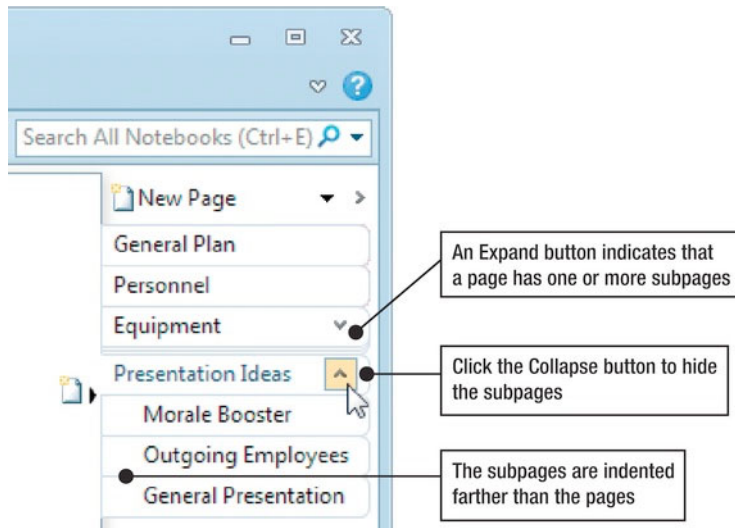 Search All Notebooks (Ctrl+E)
New Page
General Plan
Personnel
Equipment
Presentation Ideas
Morale Booster
Outgoing Employees
General Presentation
An Expand button indicates that
a page has one or more subpages
Click the Collapse button to hide
the subpages
The subpages are indented
farther than the pages